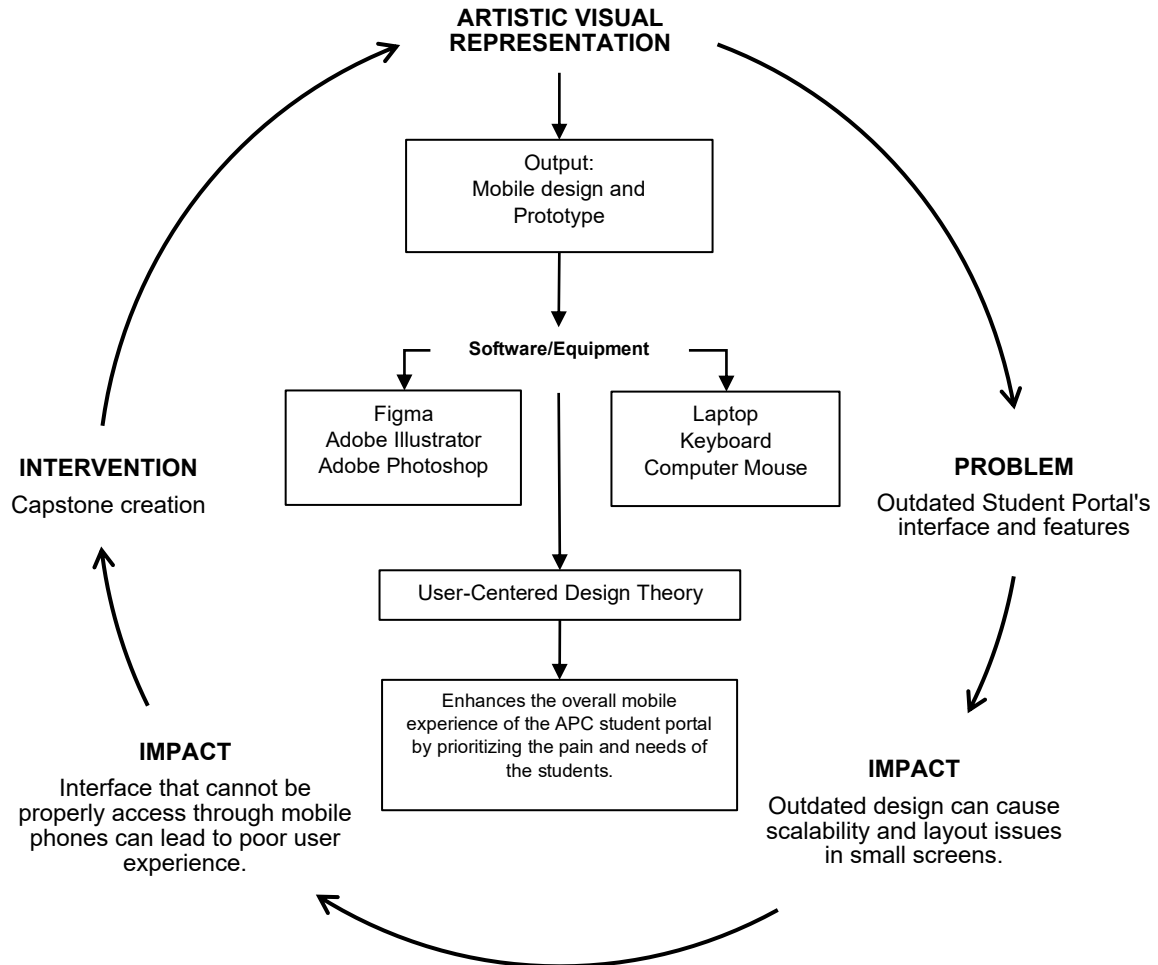 ARTISTIC VISUAL
REPRESENTATION
Output:
Mobile design and
Prototype
Software/Equipment
Figma
Adobe Illustrator
Adobe Photoshop
Laptop
Keyboard
Computer Mouse
INTERVENTION
Capstone creation
PROBLEM
Outdated Student Portal's
interface and features
User-Centered Design Theory
Enhances the overall mobile
experience of the APC student portal
by prioritizing the pain and needs of
the students.
IMPACT
Interface that cannot be
properly access through mobile
phones can lead to poor user
experience.
IMPACT
Outdated design can cause
scalability and layout issues
in small screens.